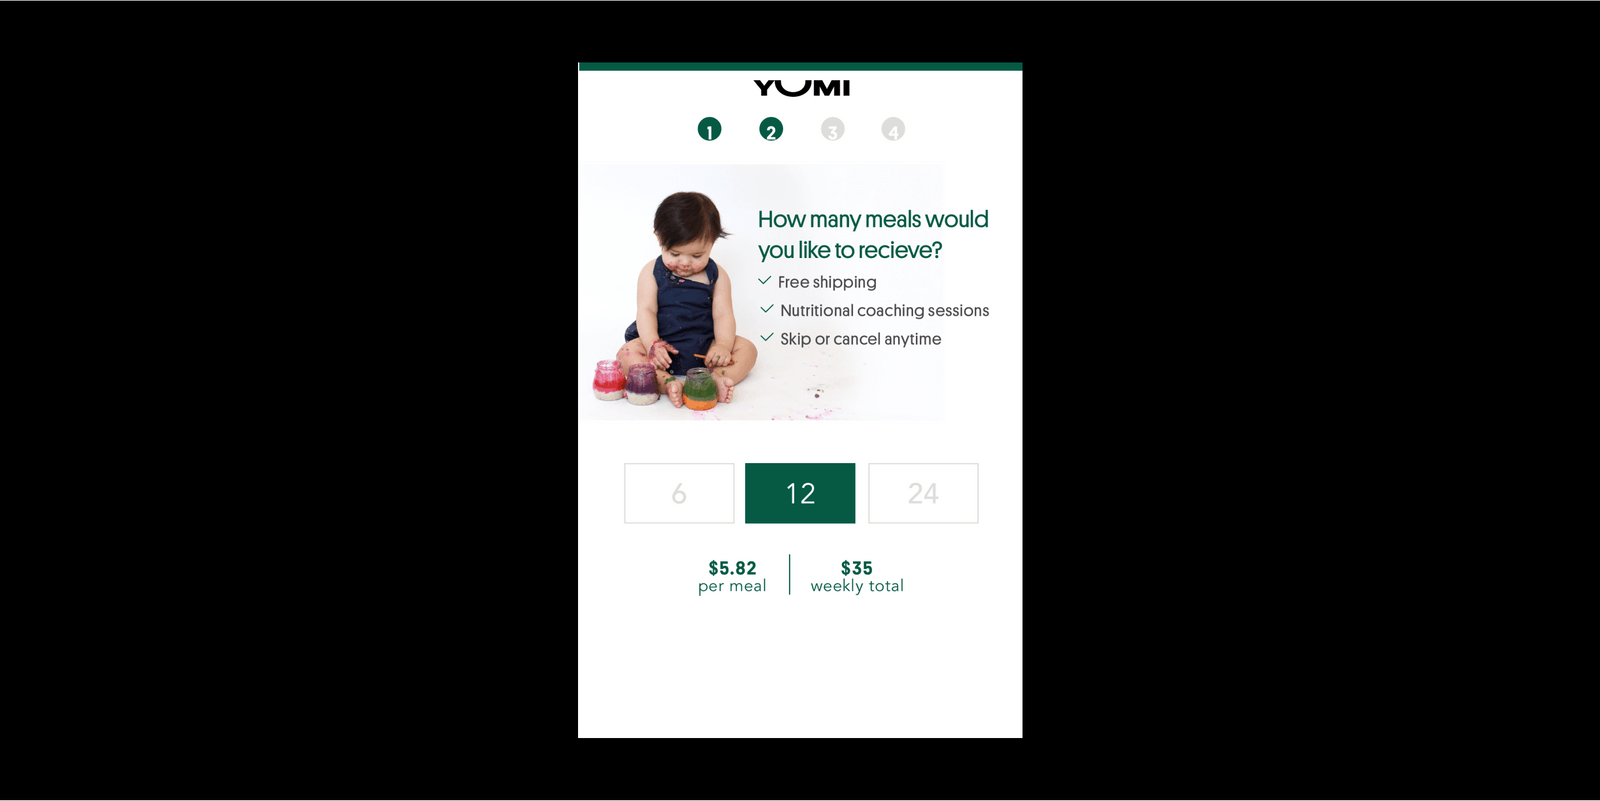 YUMI
1 2 3 4
How many meals would
you like to recieve?
Free shipping
Nutritional coaching sessions
Skip or cancel anytime
6 12 24
$5.82 $35
per meal weekly total